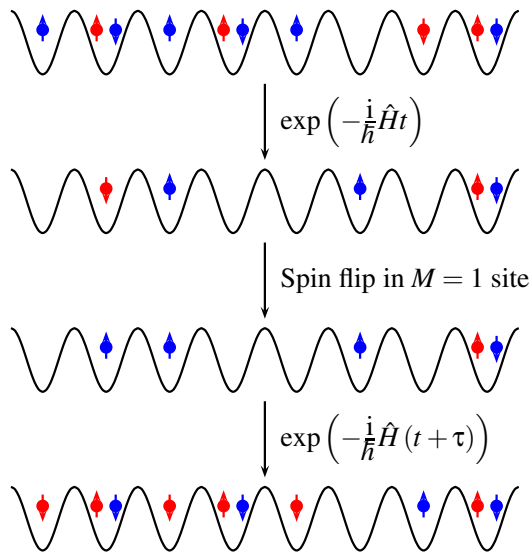 exp(−i/ħ Ĥt)
Spin flip in M = 1 site
exp(−i/ħ Ĥ (t + τ))